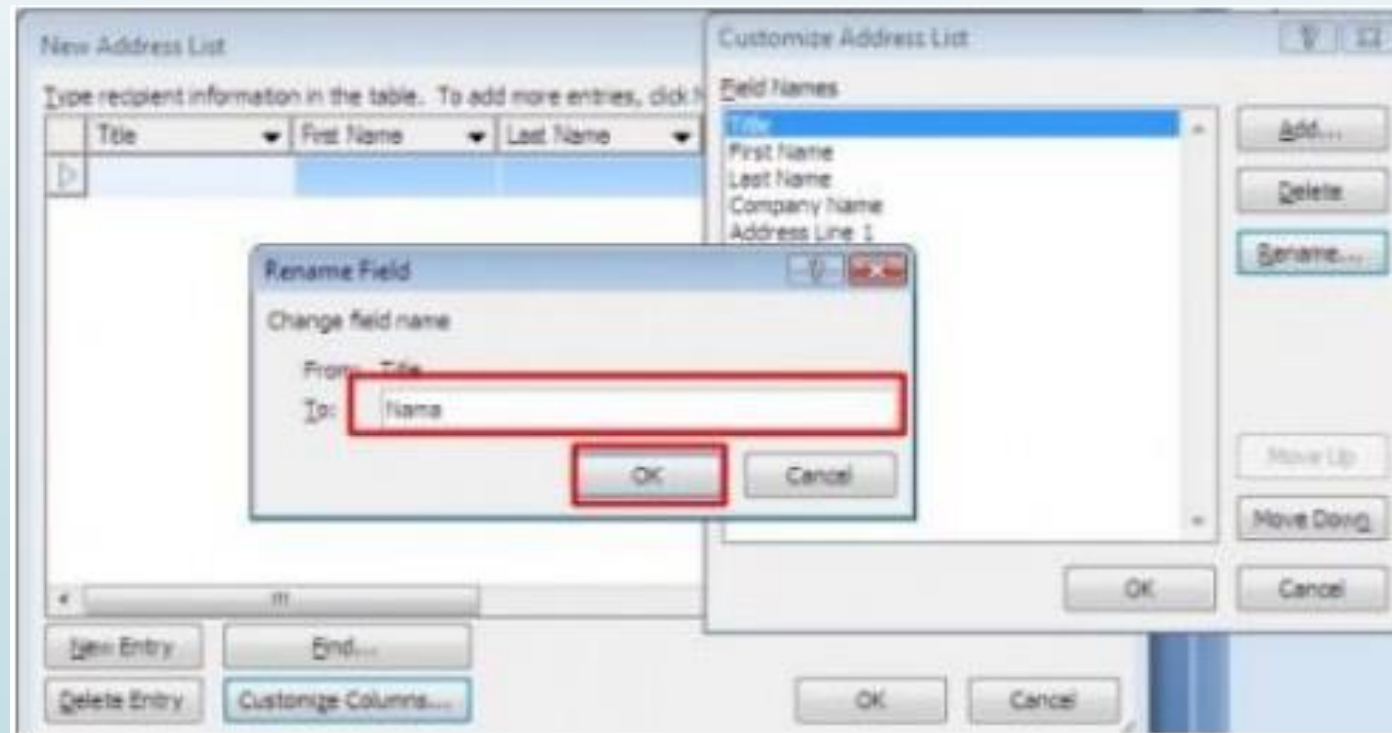 New Address List
Type recipient information in the table. To add more entries, click
Title First Name Last Name
Customize Address List
Field Names
Title
First Name
Last Name
Company Name
Address Line 1
Add...
Delete
Rename...
Move Up
Move Down
OK Cancel
Rename Field
Change field name
From: Title
To: Nama
OK Cancel
New Entry Find...
Delete Entry Customize Columns... OK Cancel